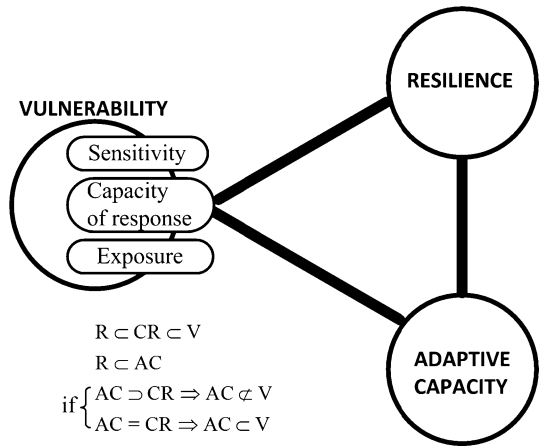 RESILIENCE
VULNERABILITY
Sensitivity
Capacity
of response
Exposure
R ⊂ CR ⊂ V
R ⊂ AC
if { AC ⊃ CR ⇒ AC ⊄ V
AC = CR ⇒ AC ⊂ V
ADAPTIVE
CAPACITY